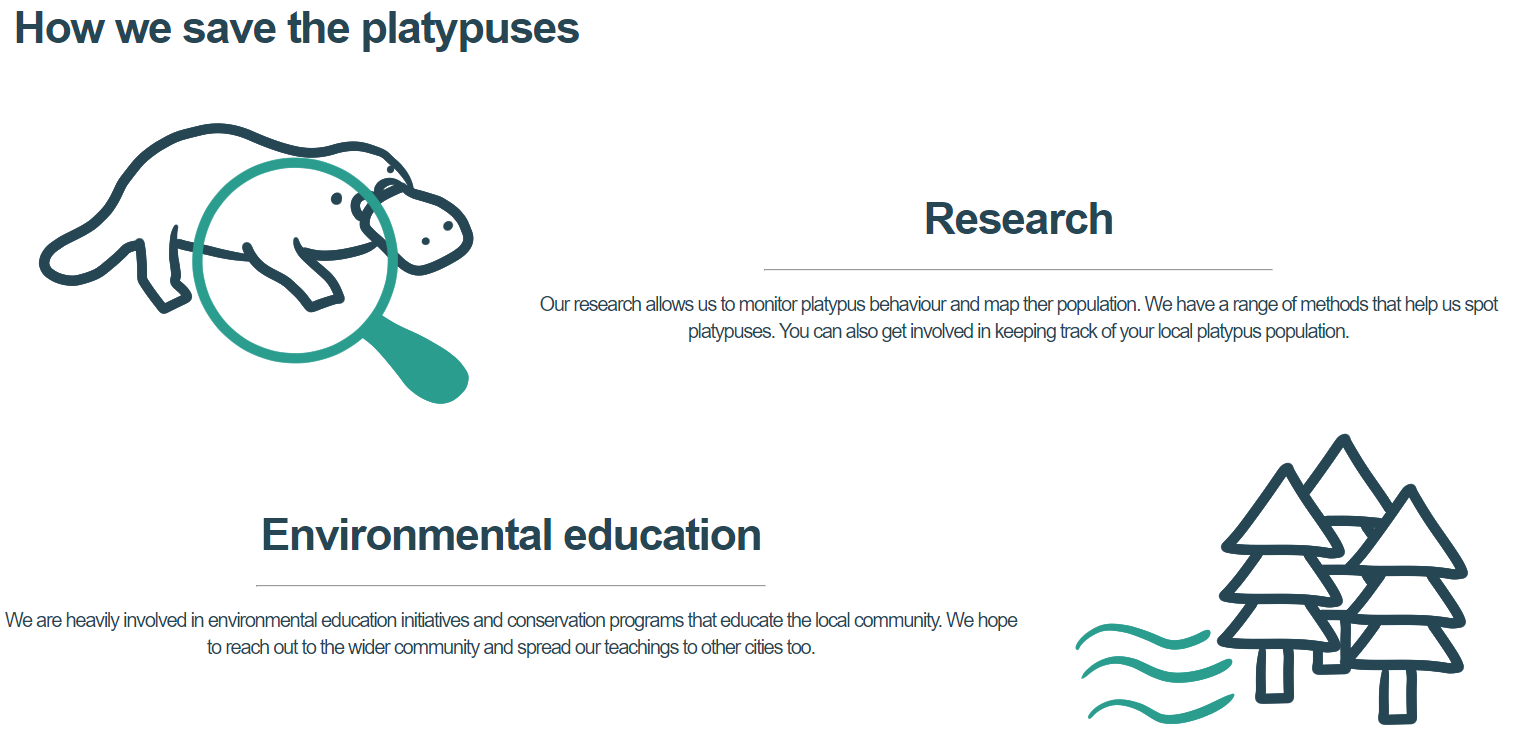 How we save the platypuses
Research
Our research allows us to monitor platypus behaviour and map ther population. We have a range of methods that help us spot
platypuses. You can also get involved in keeping track of your local platypus population.
Environmental education
We are heavily involved in environmental education initiatives and conservation programs that educate the local community. We hope
to reach out to the wider community and spread our teachings to other cities too.